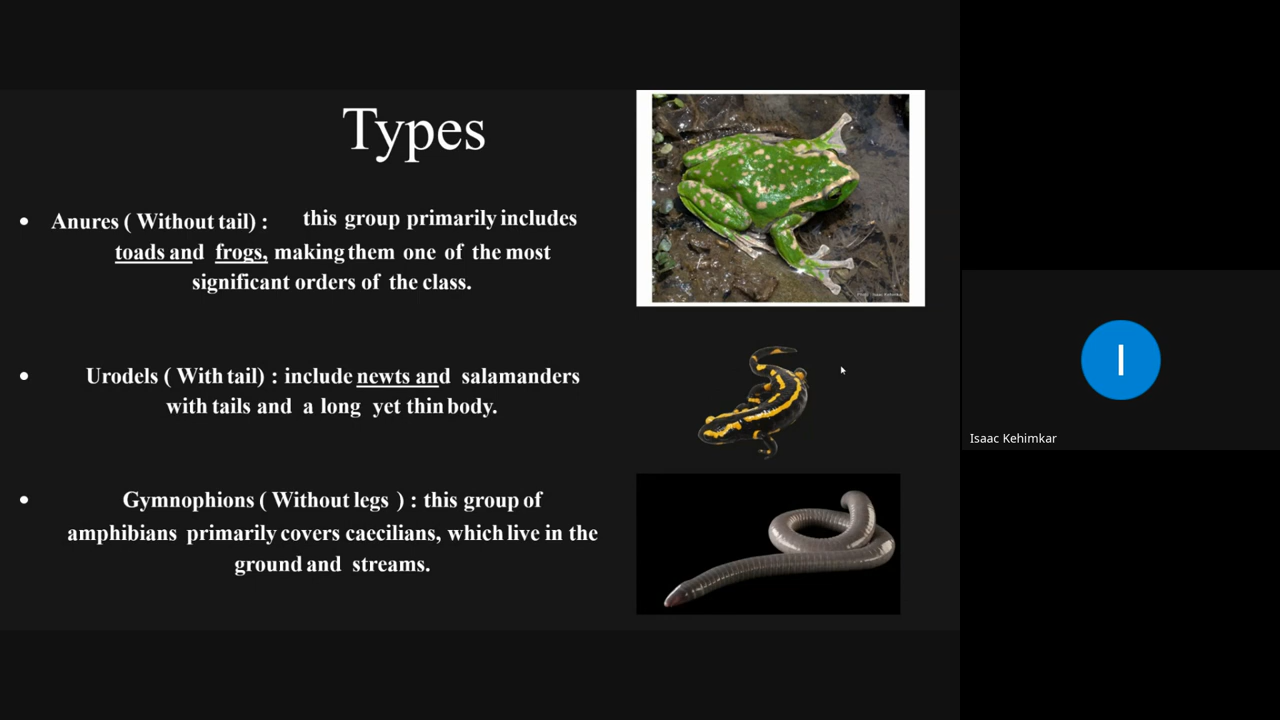 Types
• Anures ( Without tail) : this group primarily includes
toads and frogs, making them one of the most
significant orders of the class.
• Urodels ( With tail) : include newts and salamanders
with tails and a long yet thin body.
• Gymnophions ( Without legs ) : this group of
amphibians primarily covers caecilians, which live in the
ground and streams.
I
Isaac Kehimkar